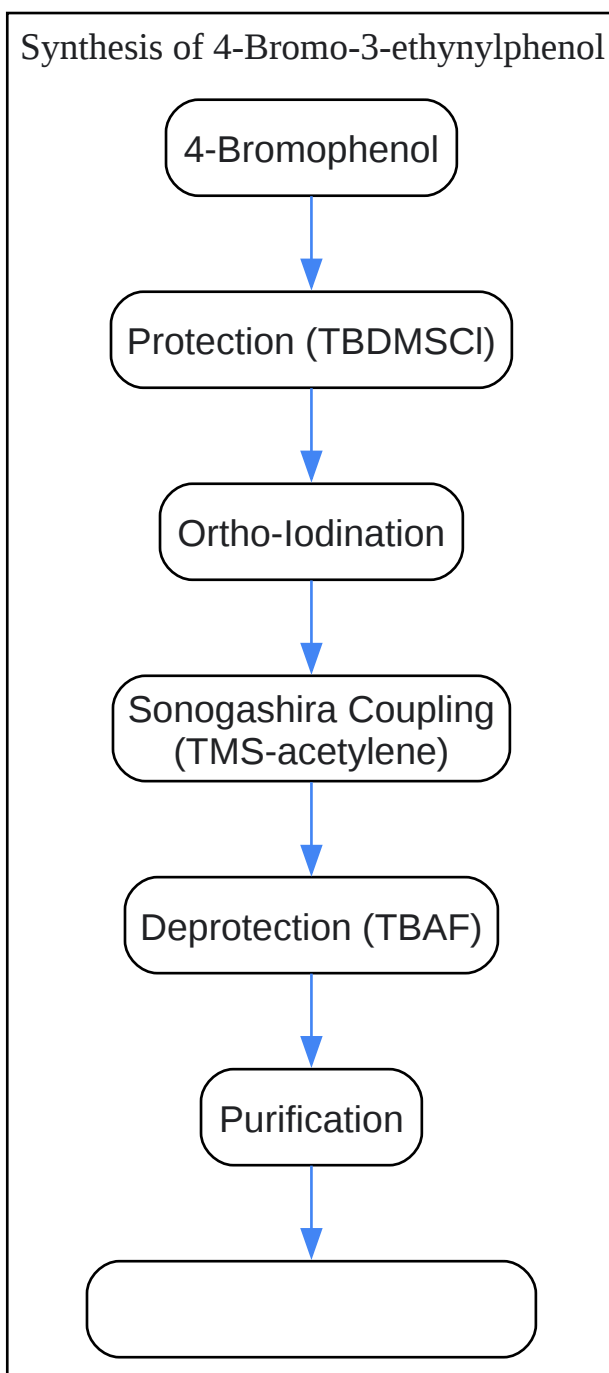 Synthesis of 4-Bromo-3-ethynylphenol
4-Bromophenol
Protection (TBDMSCl)
Ortho-Iodination
Sonogashira Coupling
(TMS-acetylene)
Deprotection (TBAF)
Purification